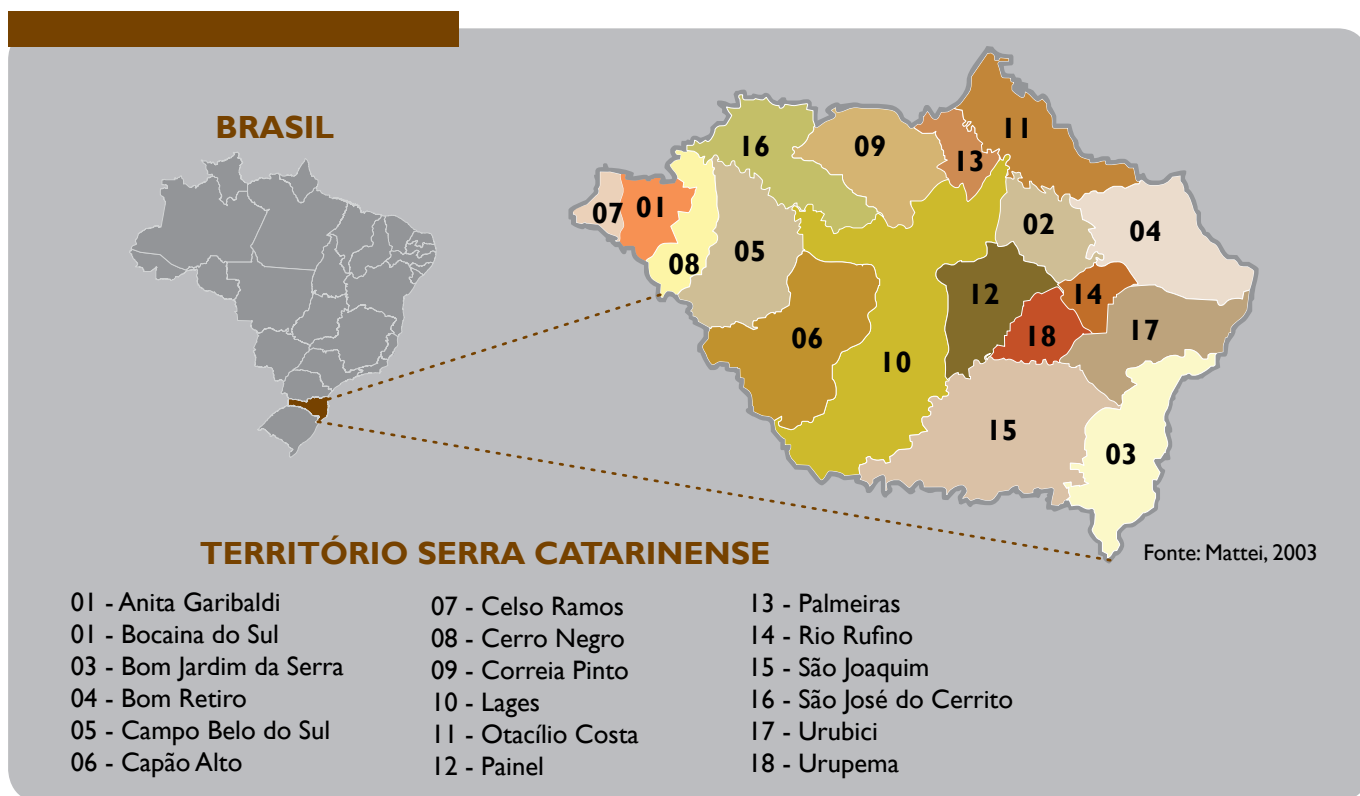 BRASIL
11
16
09
13
07
01
02
04
05
08
12
14
06
18
17
10
15
03
Fonte: Mattei, 2003
TERRITÓRIO SERRA CATARINENSE
01 - Anita Garibaldi
01 - Bocaina do Sul
03 - Bom Jardim da Serra
04 - Bom Retiro
05 - Campo Belo do Sul
06 - Capão Alto
07 - Celso Ramos
08 - Cerro Negro
09 - Correia Pinto
10 - Lages
11 - Otacílio Costa
12 - Painel
13 - Palmeiras
14 - Rio Rufino
15 - São Joaquim
16 - São José do Cerrito
17 - Urubici
18 - Urupema